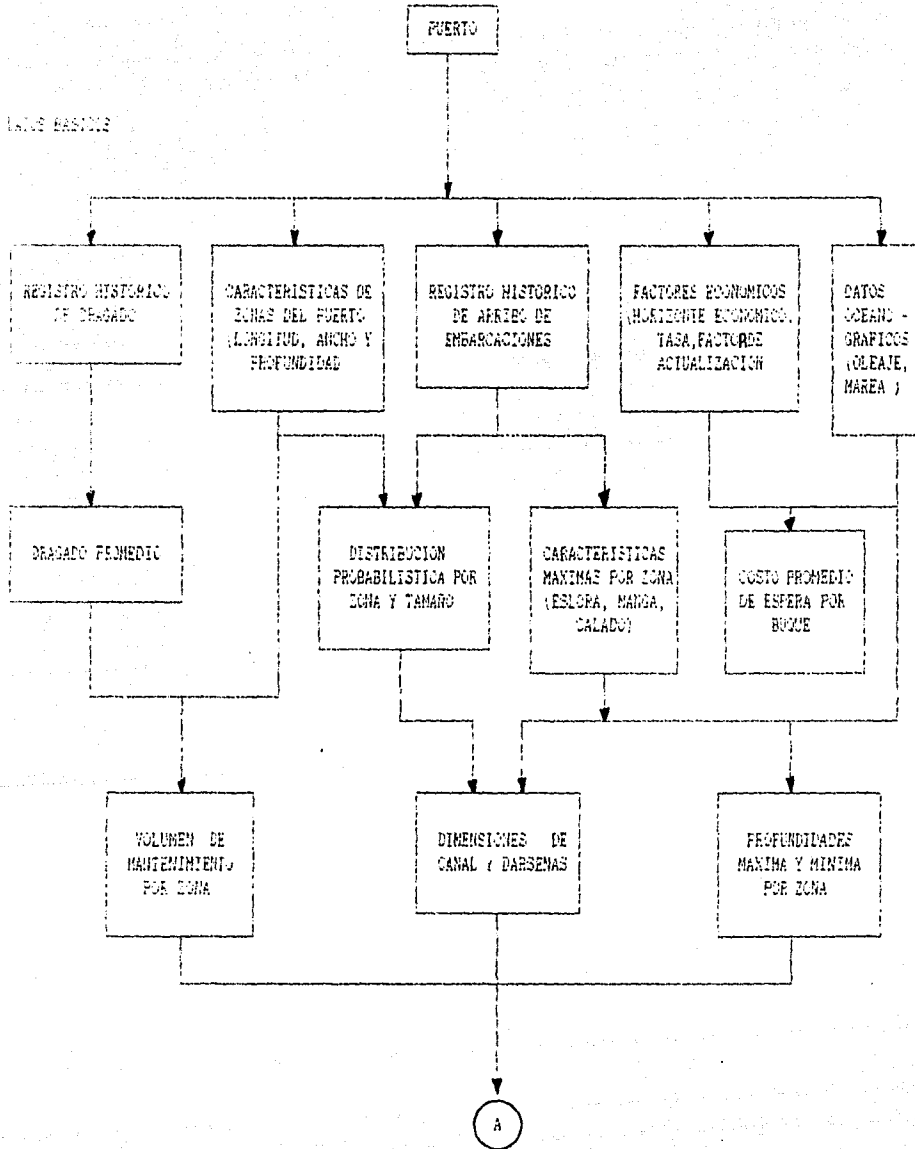 PUERTO
DATOS BASICOS
REGISTRO HISTORICO
DE DRAGADO
CARACTERISTICAS DE
ZONAS DEL PUERTO
(LONGITUD, ANCHO Y
PROFUNDIDAD
REGISTRO HISTORICO
DE ARRIBO DE
EMBARCACIONES
FACTORES ECONOMICOS
(HORIZONTE ECONOMICO,
TASA,FACTORDE
ACTUALIZACION
DATOS
OCEANO -
GRAFICOS
(OLEAJE,
MAREA )
DRAGADO PROMEDIO
DISTRIBUCION
PROBABILISTICA POR
ZONA Y TAMAÑO
CARACTERISTICAS
MAXIMAS POR ZONA
(ESLORA, MANGA,
CALADO)
COSTO PROMEDIO
DE ESPERA POR
BUQUE
VOLUMEN DE
MANTENIMIENTO
POR ZONA
DIMENSIONES DE
CANAL Y DARSENAS
PROFUNDIDADES
MAXIMA Y MINIMA
POR ZONA
A